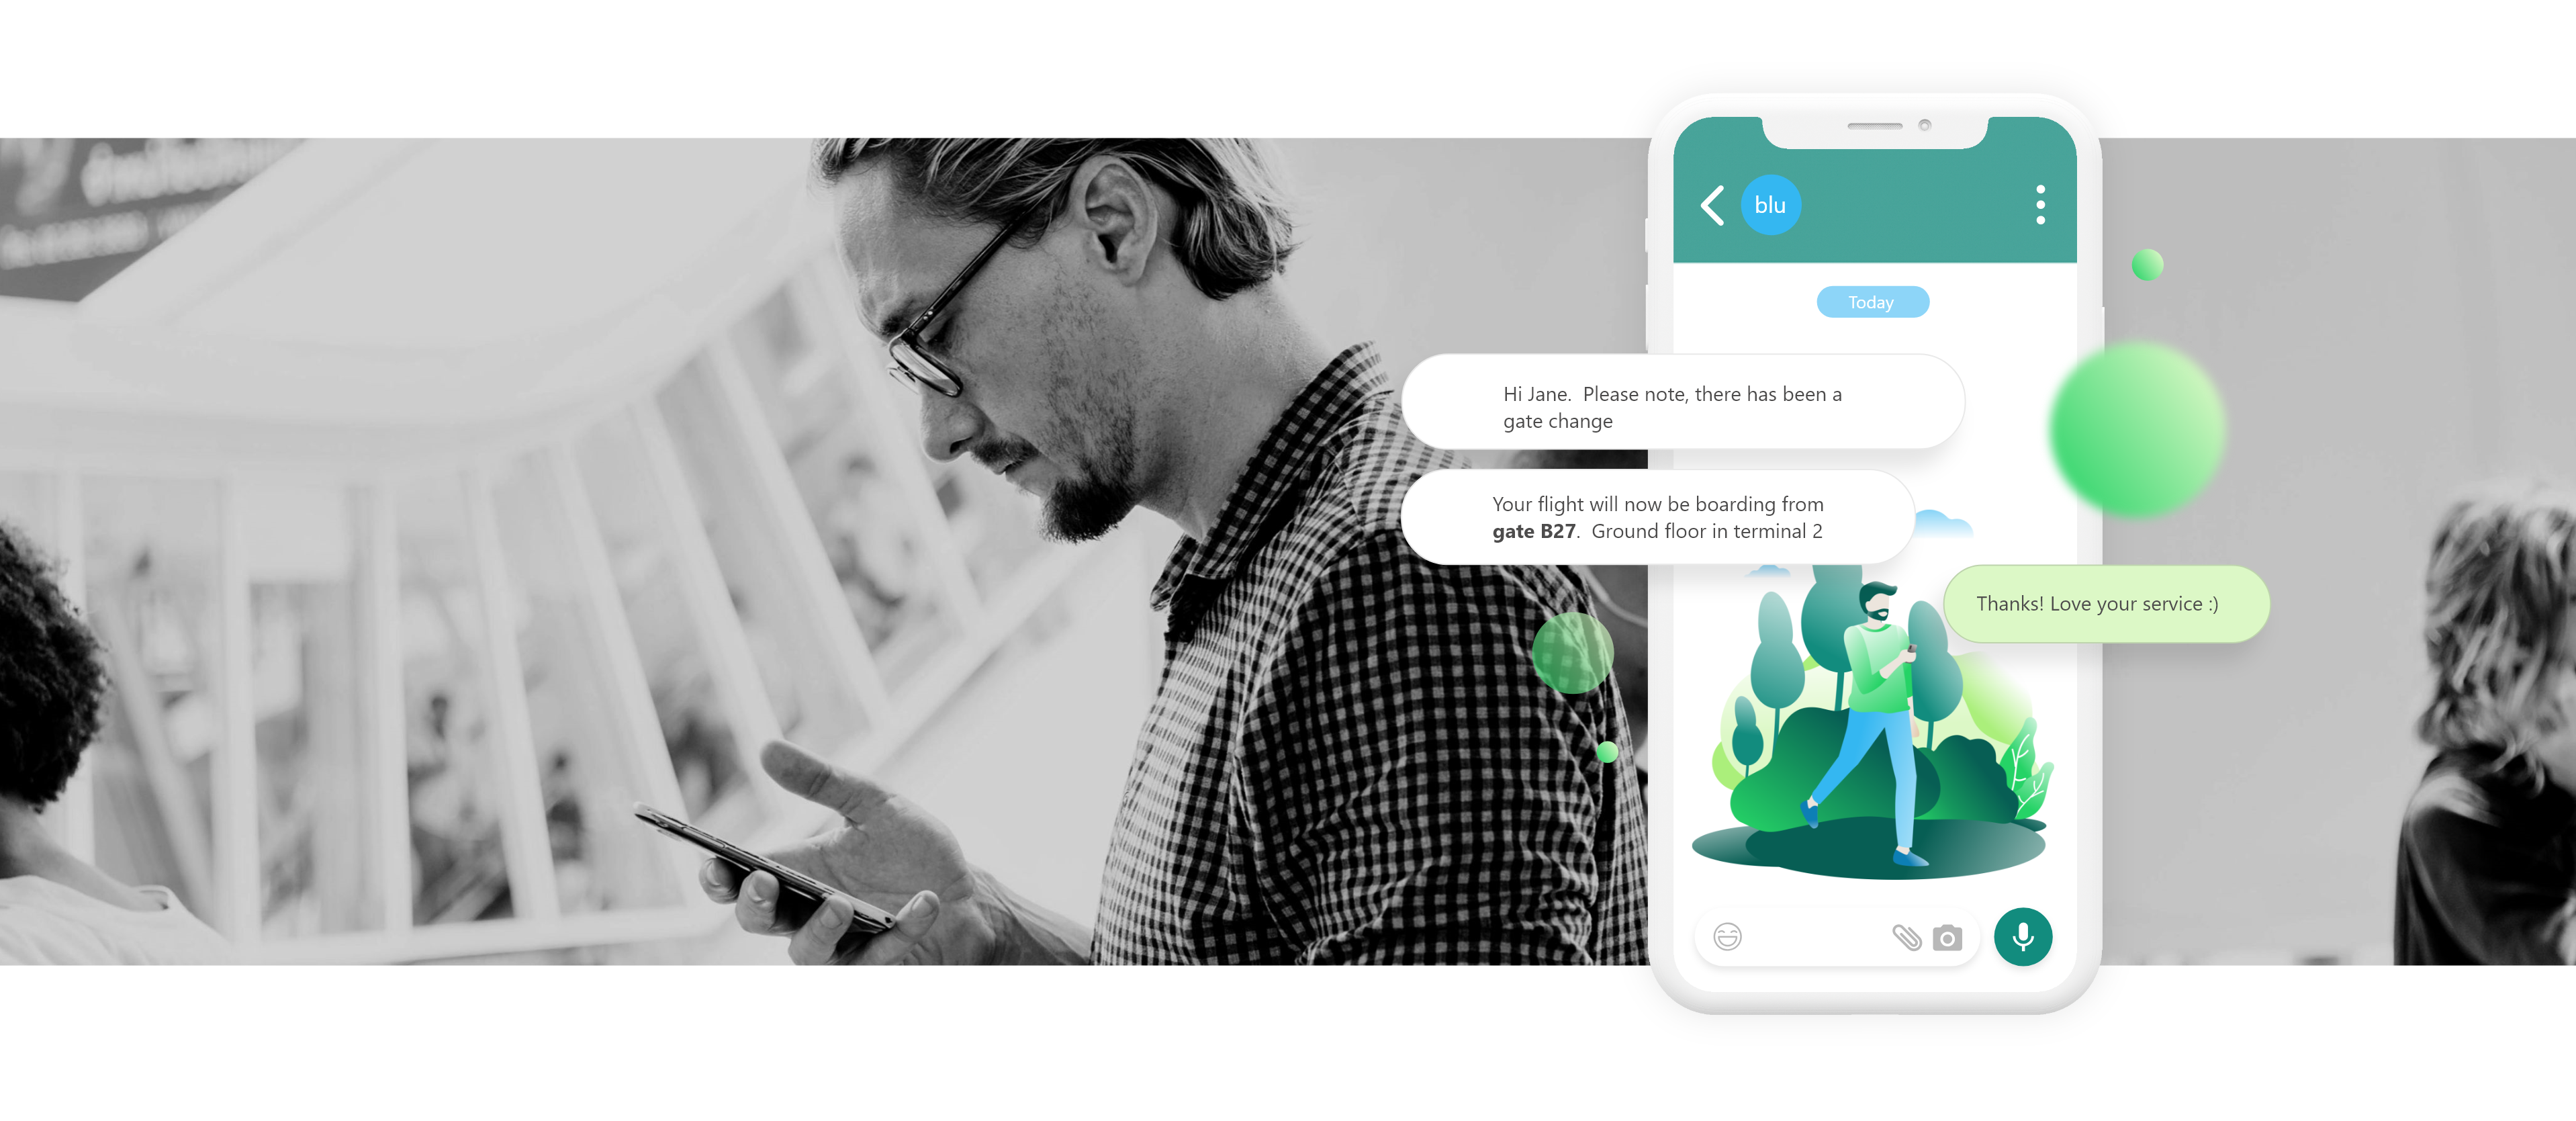 blu
Today
Hi Jane.  Please note, there has been a
gate change
Your flight will now be boarding from
gate B27.  Ground floor in terminal 2
Thanks! Love your service :)